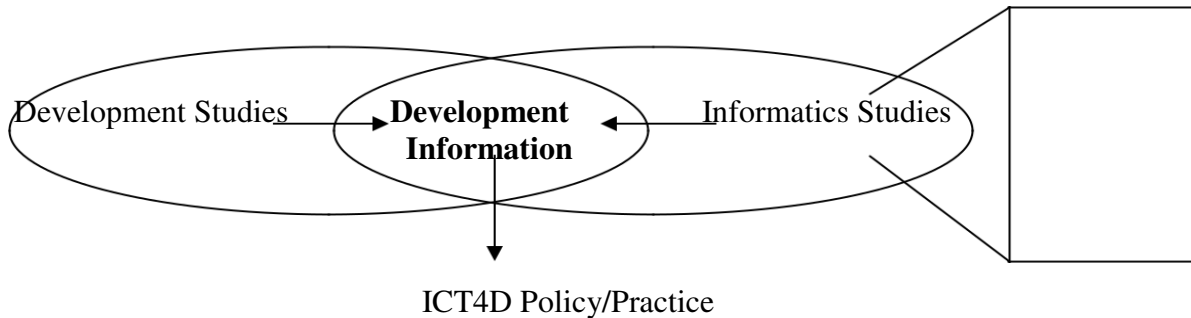 Development Studies
Development
Information
Informatics Studies
ICT4D Policy/Practice